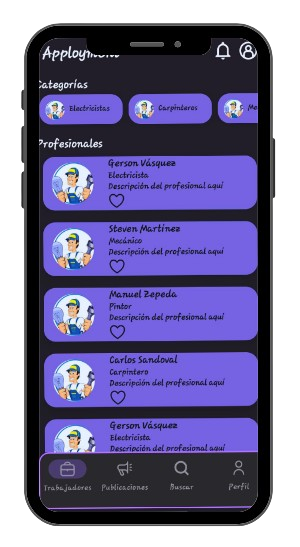 Apployment
Categorías
Electricistas
Carpinteros
Me
Profesionales
Gerson Vásquez
Electricista
Descripción del profesional aquí
Steven Martínez
Mecánico
Descripción del profesional aquí
Manuel Zepeda
Pintor
Descripción del profesional aquí
Carlos Sandoval
Carpintero
Descripción del profesional aquí
Gerson Vásquez
Electricista
Descripción del profesional aquí
Trabajadores Publicaciones Buscar Perfil